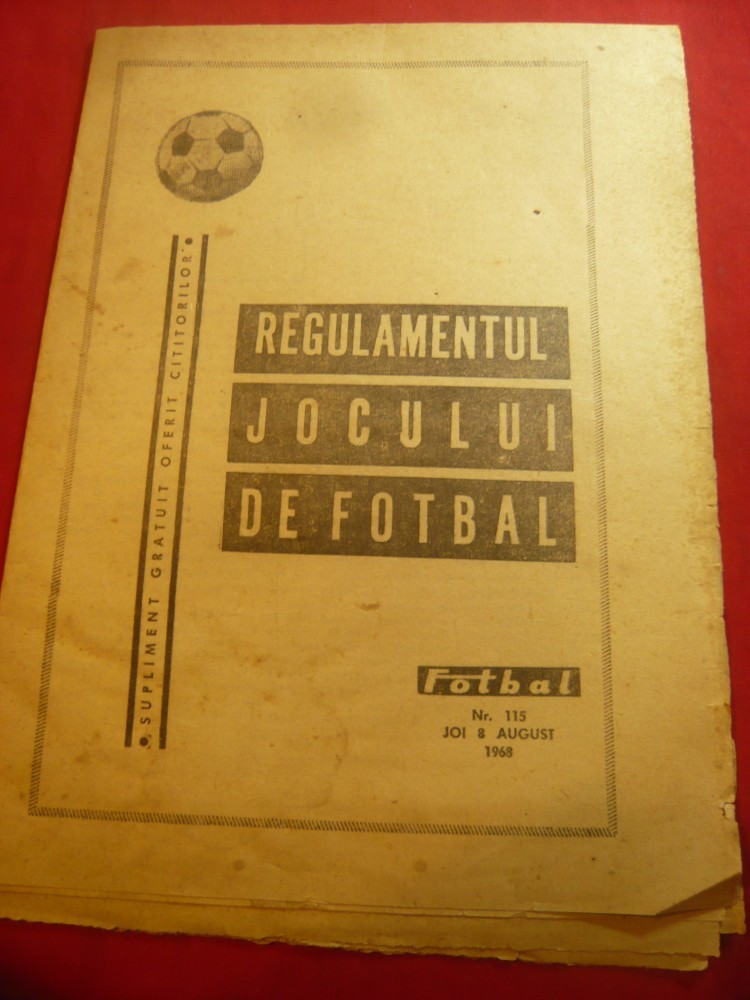 REGULAMENTUL
JOCULUI
DE FOTBAL
SUPLIMENT GRATUIT OFERIT CITITORILOR
Fotbal
Nr. 115
JOI 8 AUGUST
1968